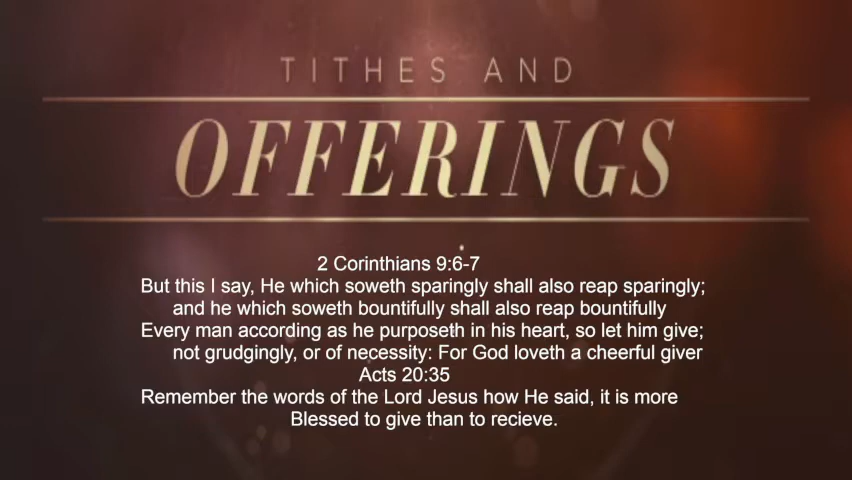 TITHES AND
OFFERINGS
2 Corinthians 9:6-7
But this I say, He which soweth sparingly shall also reap sparingly;
and he which soweth bountifully shall also reap bountifully
Every man according as he purposeth in his heart, so let him give;
not grudgingly, or of necessity: For God loveth a cheerful giver
Acts 20:35
Remember the words of the Lord Jesus how He said, it is more
Blessed to give than to recieve.